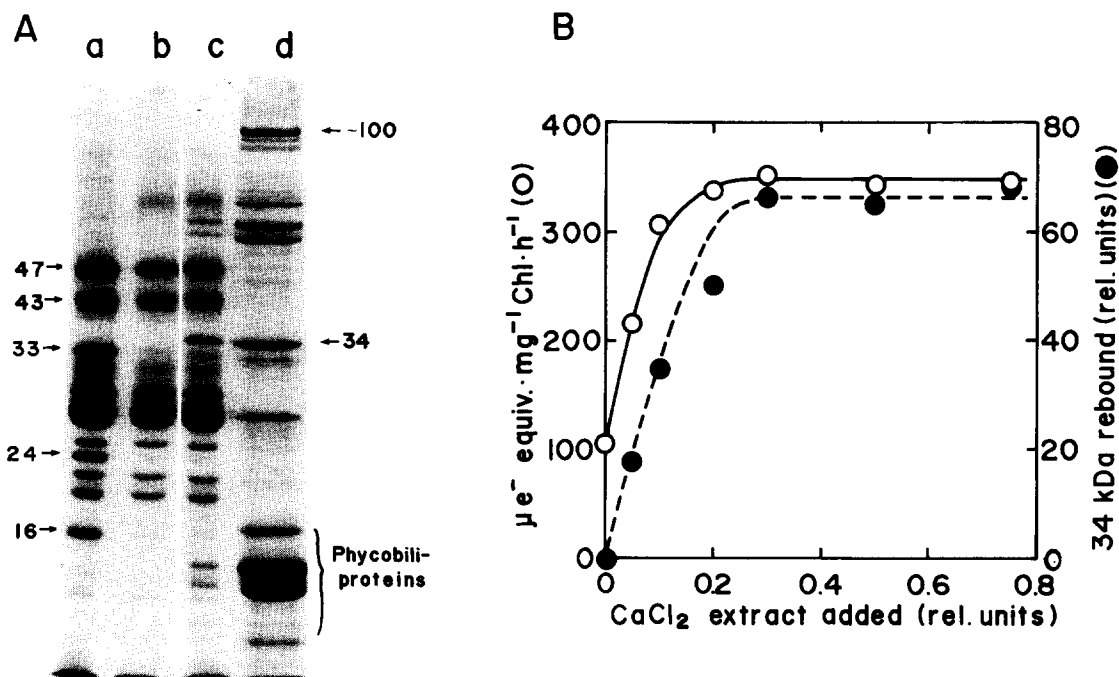 A
B
a b c d
←~100
47→
43→
33→
←34
24→
16→
Phycobili-
proteins
400
300
200
100
0
µe⁻ equiv.·mg⁻¹Chl·h⁻¹ (O)
80
60
40
20
0
34 kDa rebound (rel. units)(●)
0 0.2 0.4 0.6 0.8
CaCl₂ extract added (rel. units)